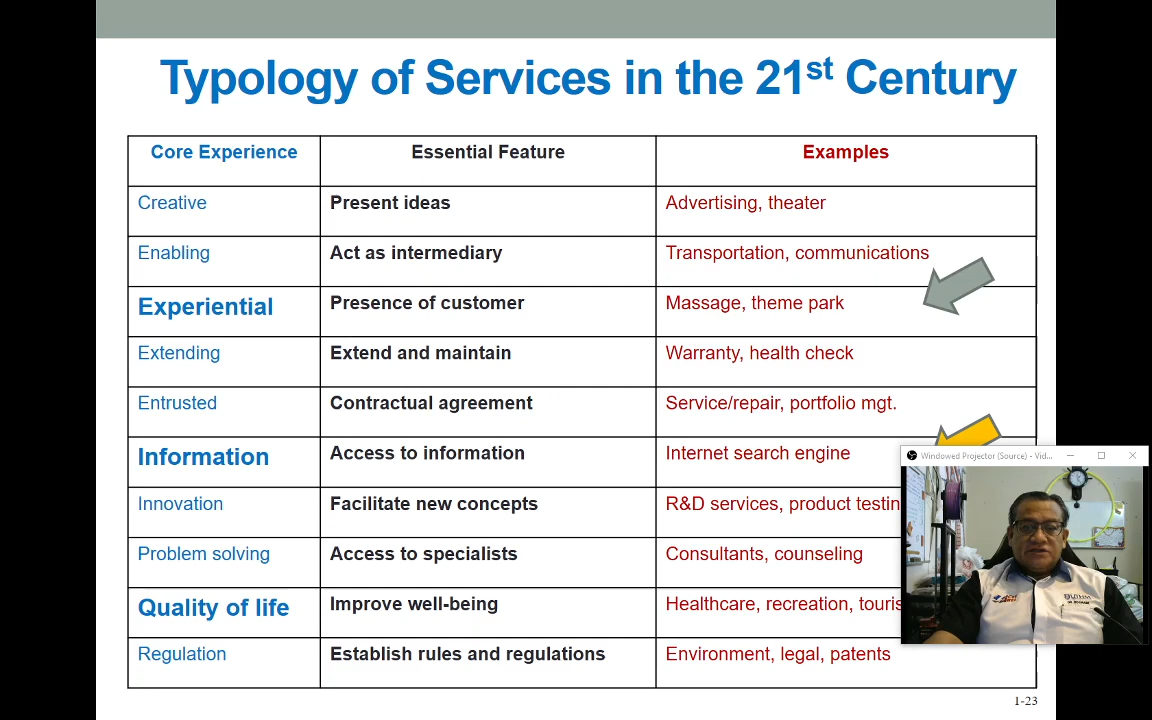 Typology of Services in the 21st Century
Core Experience Essential Feature Examples
Creative Present ideas Advertising, theater
Enabling Act as intermediary Transportation, communications
Experiential Presence of customer Massage, theme park
Extending Extend and maintain Warranty, health check
Entrusted Contractual agreement Service/repair, portfolio mgt.
Information Access to information Internet search engine
Windowed Projector (Source) - Vid...
Innovation Facilitate new concepts R&D services, product testin
Problem solving Access to specialists Consultants, counseling
Quality of life Improve well-being Healthcare, recreation, touris
Regulation Establish rules and regulations Environment, legal, patents
1-23